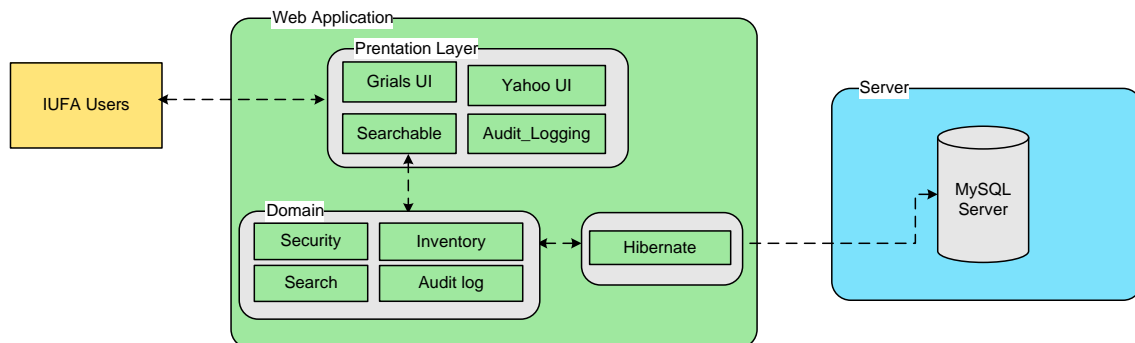 Web Application
Prentation Layer
Grials UI
Yahoo UI
Searchable
Audit_Logging
IUFA Users
Domain
Security
Inventory
Search
Audit log
Hibernate
Server
MySQL
Server